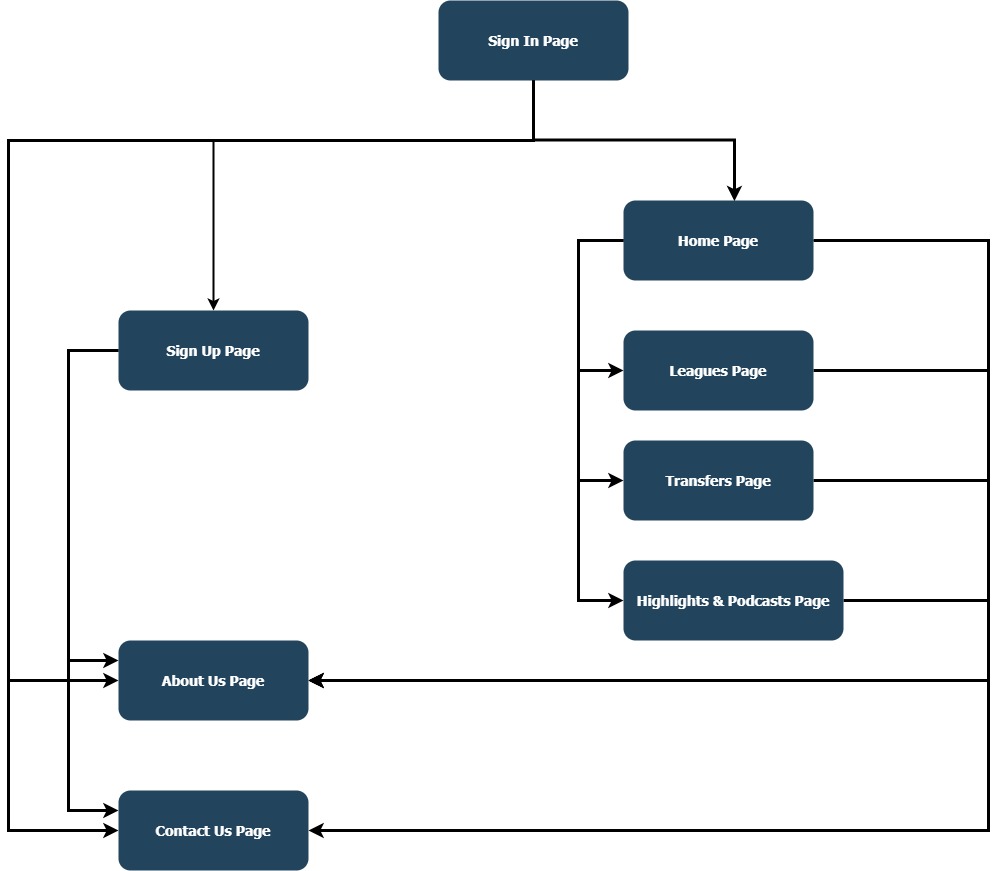 Sign In Page
Home Page
Sign Up Page
Leagues Page
Transfers Page
Highlights & Podcasts Page
About Us Page
Contact Us Page